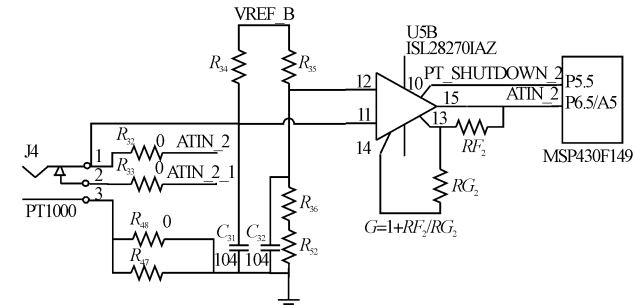 VREF_B
U5B
ISL28270IAZ
R34
R35
PT_SHUTDOWN_2
P5.5
12
10
ATIN_2
15
P6.5/A5
11
13
R32
0
ATIN_2
14
RF2
MSP430F149
J4
1
R33
0
ATIN_2_1
2
3
RG2
PT1000
R36
R48
0
C31
C32
G=1+RF2/RG2
R47
104
104
R52